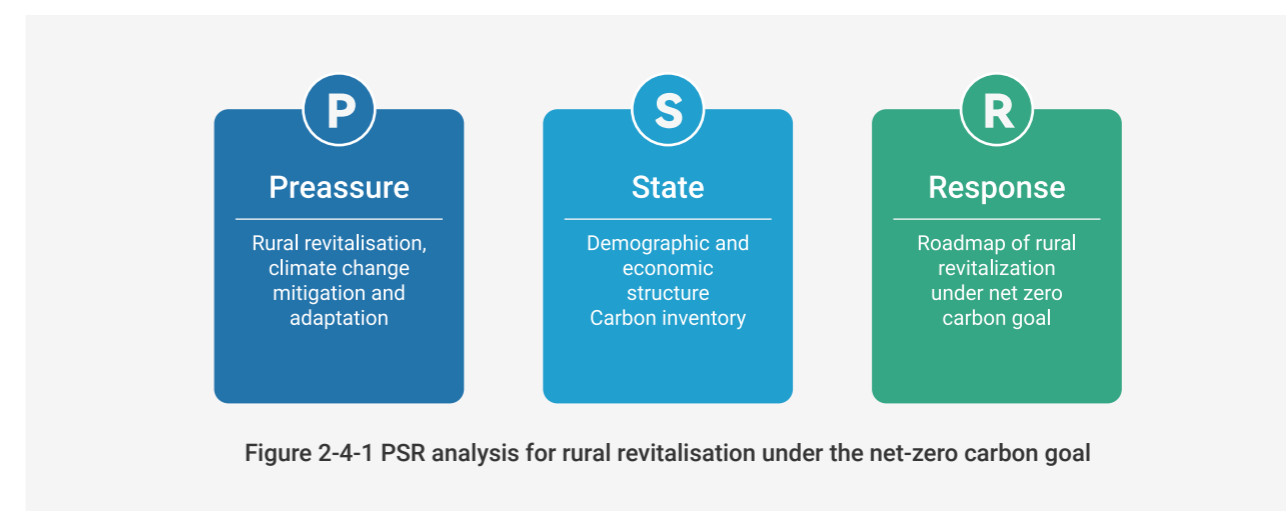 P
Preassure
Rural revitalisation,
climate change
mitigation and
adaptation
S
State
Demographic and
economic
structure
Carbon inventory
R
Response
Roadmap of rural
revitalization
under net zero
carbon goal
Figure 2-4-1 PSR analysis for rural revitalisation under the net-zero carbon goal